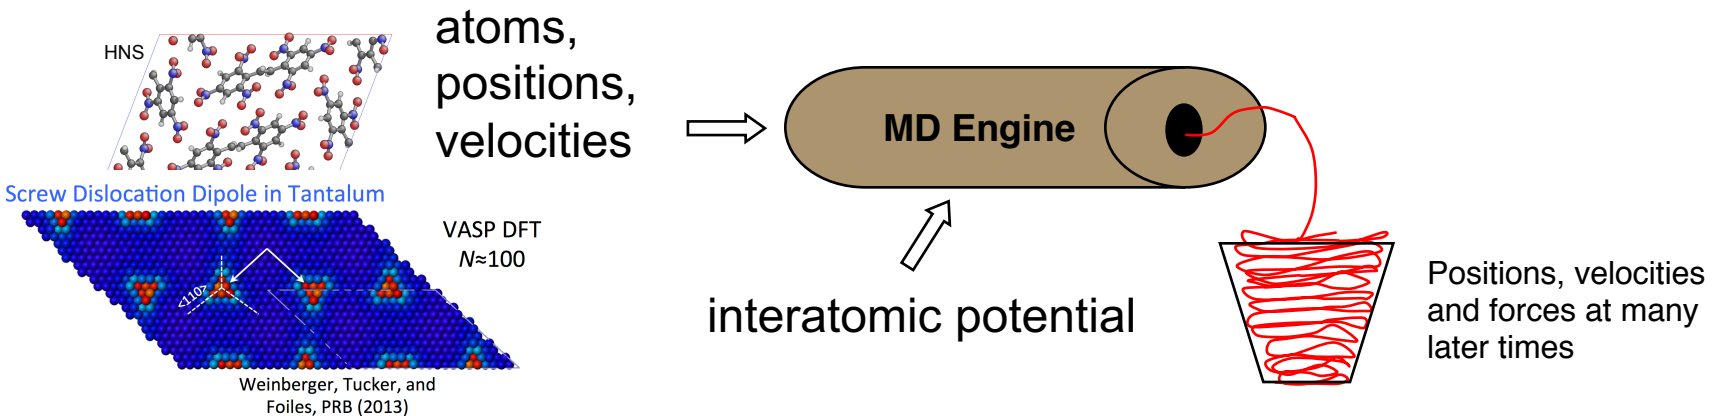 HNS
atoms,
positions,
velocities
Screw Dislocation Dipole in Tantalum
VASP DFT
N≈100
<110>
Weinberger, Tucker, and
Foiles, PRB (2013)
MD Engine
interatomic potential
Positions, velocities
and forces at many
later times